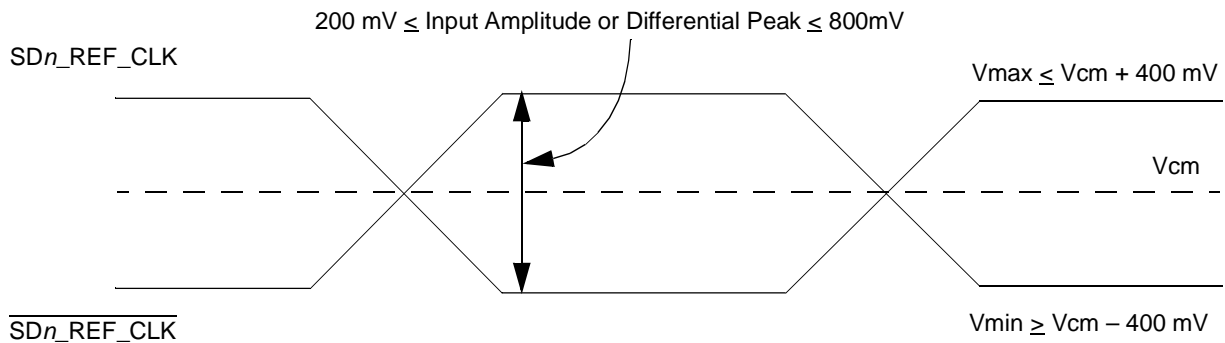 200 mV ≤ Input Amplitude or Differential Peak ≤ 800mV
SDn_REF_CLK
Vmax ≤ Vcm + 400 mV
Vcm
SDn_REF_CLK
Vmin ≥ Vcm – 400 mV